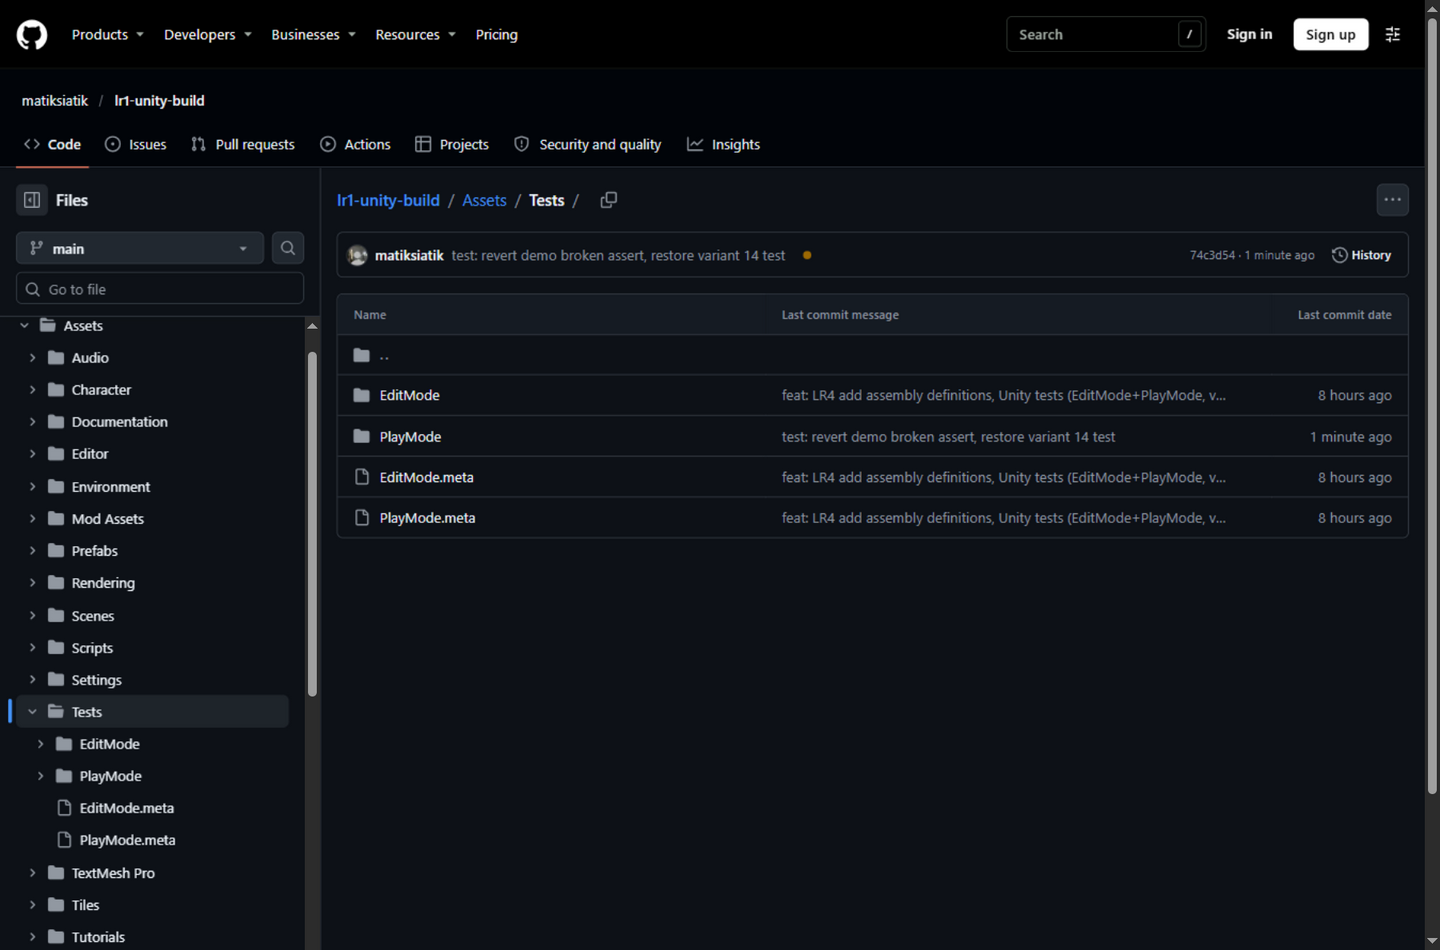 Products Developers Businesses Resources Pricing Search / Sign in Sign up
matiksiatik / lr1-unity-build
Code Issues Pull requests Actions Projects Security and quality Insights
Files
main
Go to file
Assets
Audio
Character
Documentation
Editor
Environment
Mod Assets
Prefabs
Rendering
Scenes
Scripts
Settings
Tests
EditMode
PlayMode
EditMode.meta
PlayMode.meta
TextMesh Pro
Tiles
Tutorials
lr1-unity-build / Assets / Tests /
matiksiatik test: revert demo broken assert, restore variant 14 test 74c3d54 · 1 minute ago History
Name Last commit message Last commit date
..
EditMode feat: LR4 add assembly definitions, Unity tests (EditMode+PlayMode, v... 8 hours ago
PlayMode test: revert demo broken assert, restore variant 14 test 1 minute ago
EditMode.meta feat: LR4 add assembly definitions, Unity tests (EditMode+PlayMode, v... 8 hours ago
PlayMode.meta feat: LR4 add assembly definitions, Unity tests (EditMode+PlayMode, v... 8 hours ago